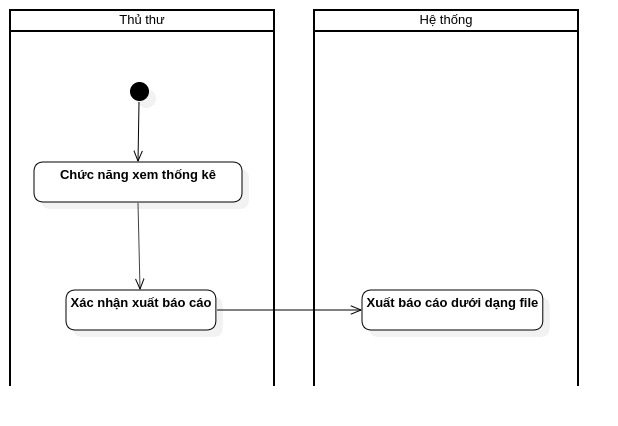 Thủ thư
Hệ thống
Chức năng xem thống kê
Xác nhận xuất báo cáo
Xuất báo cáo dưới dạng file